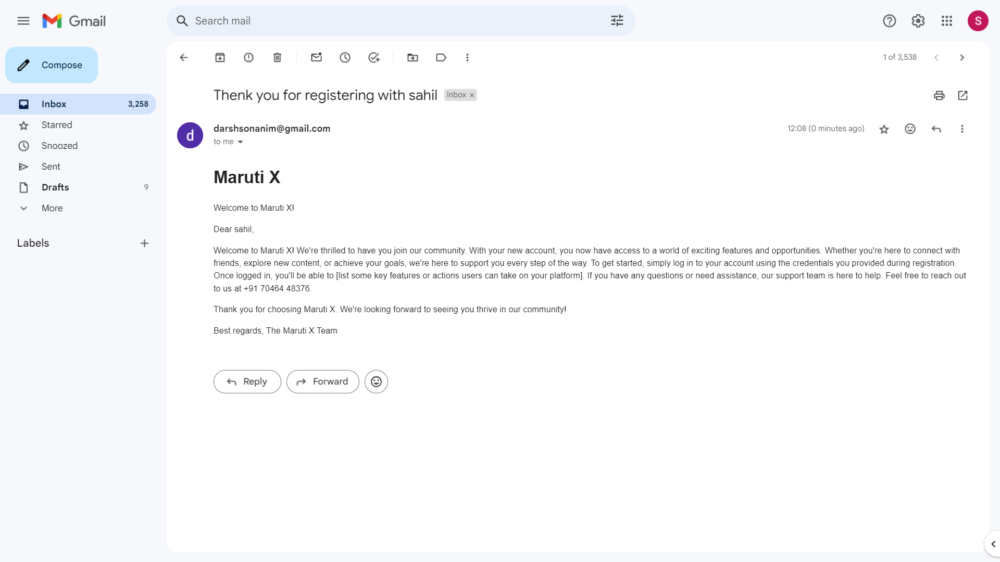 Gmail
Search mail
S
Compose
1 of 3,538
Thenk you for registering with sahil Inbox ×
Inbox 3,258
Starred
Snoozed
Sent
Drafts 9
More
Labels
d
darshsonanim@gmail.com 12:08 (0 minutes ago)
to me
Maruti X
Welcome to Maruti X!
Dear sahil,
Welcome to Maruti X! We're thrilled to have you join our community. With your new account, you now have access to a world of exciting features and opportunities. Whether you're here to connect with
friends, explore new content, or achieve your goals, we're here to support you every step of the way. To get started, simply log in to your account using the credentials you provided during registration.
Once logged in, you'll be able to [list some key features or actions users can take on your platform]. If you have any questions or need assistance, our support team is here to help. Feel free to reach out
to us at +91 70464 48376.
Thank you for choosing Maruti X. We're looking forward to seeing you thrive in our community!
Best regards, The Maruti X Team
Reply
Forward